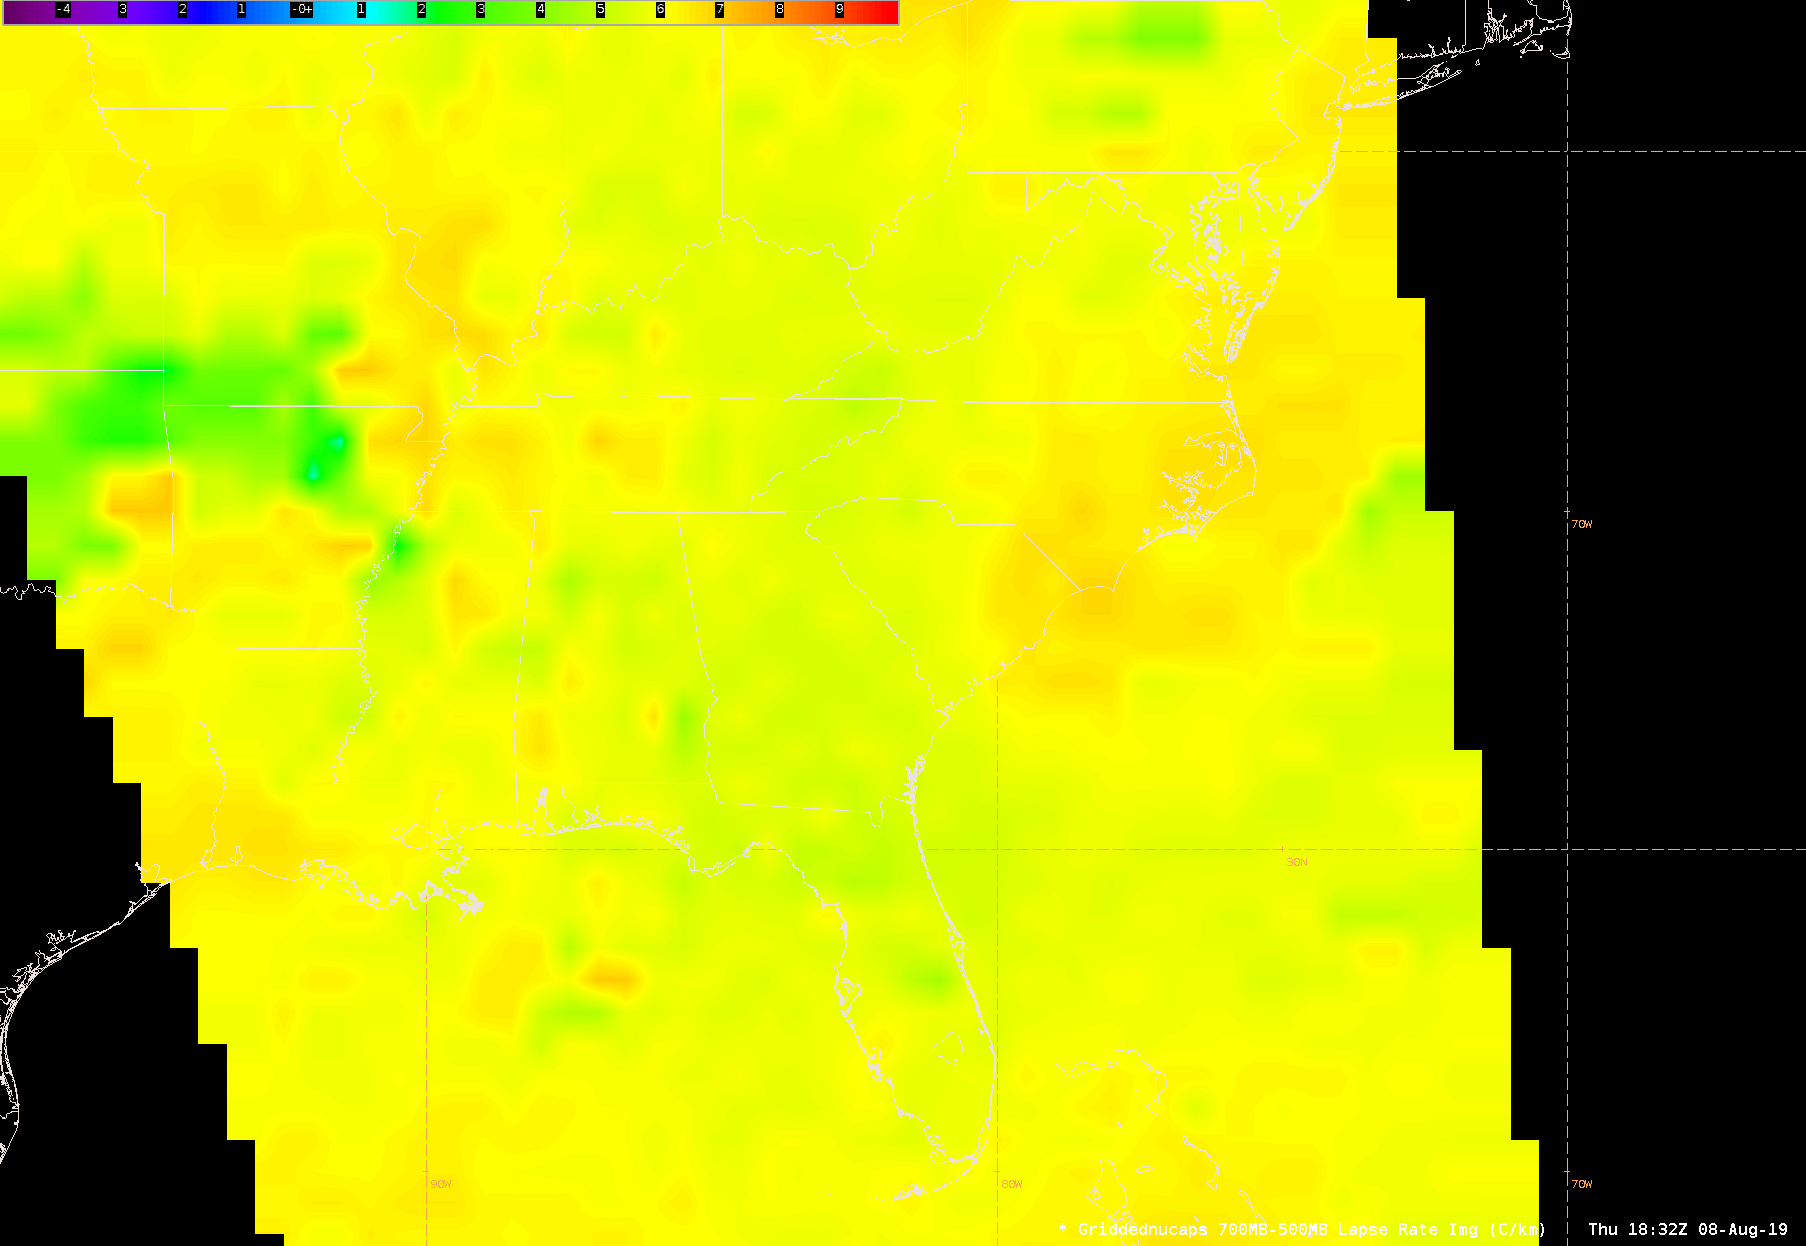 -4 3 2 1 -0+ 1 2 3 4 5 6 7 8 9
70W
30N
90W 80W 70W
* Griddednucaps 700MB-500MB Lapse Rate Img (C/km) Thu 18:32Z 08-Aug-19